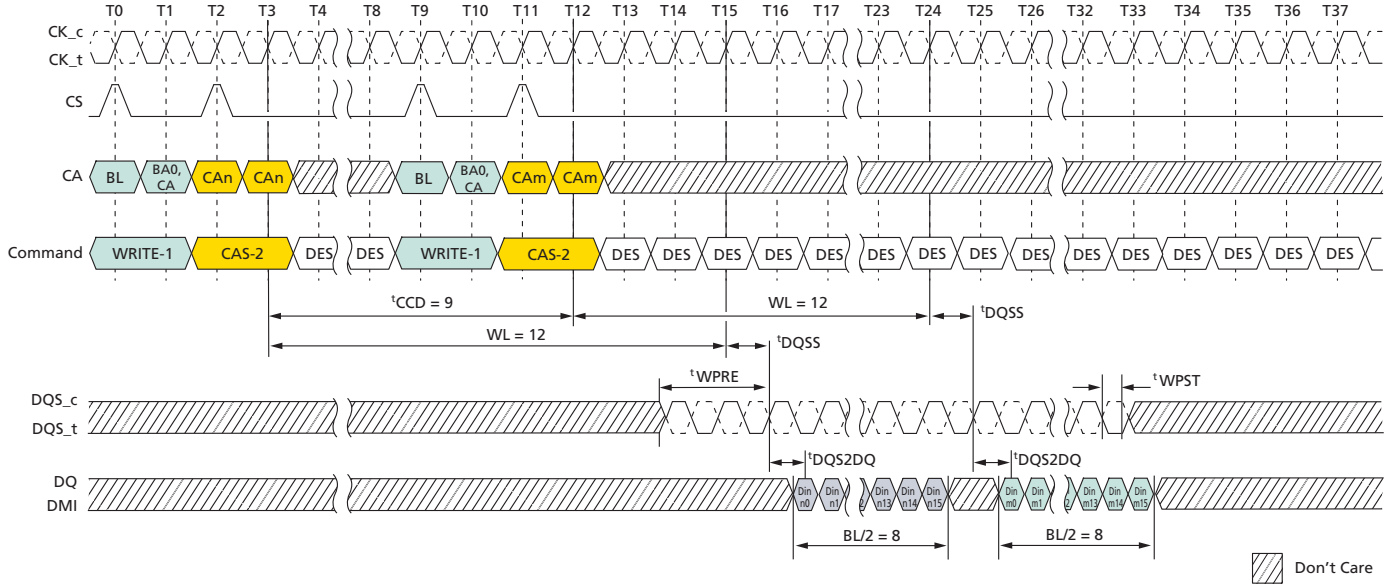 T0 T1 T2 T3 T4 T8 T9 T10 T11 T12 T13 T14 T15 T16 T17 T23 T24 T25 T26 T32 T33 T34 T35 T36 T37
CK_c
CK_t
CS
CA BL BA0, CA CAn CAn BL BA0, CA CAm CAm
Command WRITE-1 CAS-2 DES DES WRITE-1 CAS-2 DES DES DES DES DES DES DES DES DES DES DES DES DES DES DES
tCCD = 9 WL = 12 tDQSS
WL = 12 tDQSS
tWPRE tWPST
DQS_c
DQS_t
tDQS2DQ tDQS2DQ
DQ
DMI
Din n0 Din n1 2 Din n13 Din n14 Din n15 Din m0 Din m1 2 Din m13 Din m14 Din m15
BL/2 = 8 BL/2 = 8
Don't Care